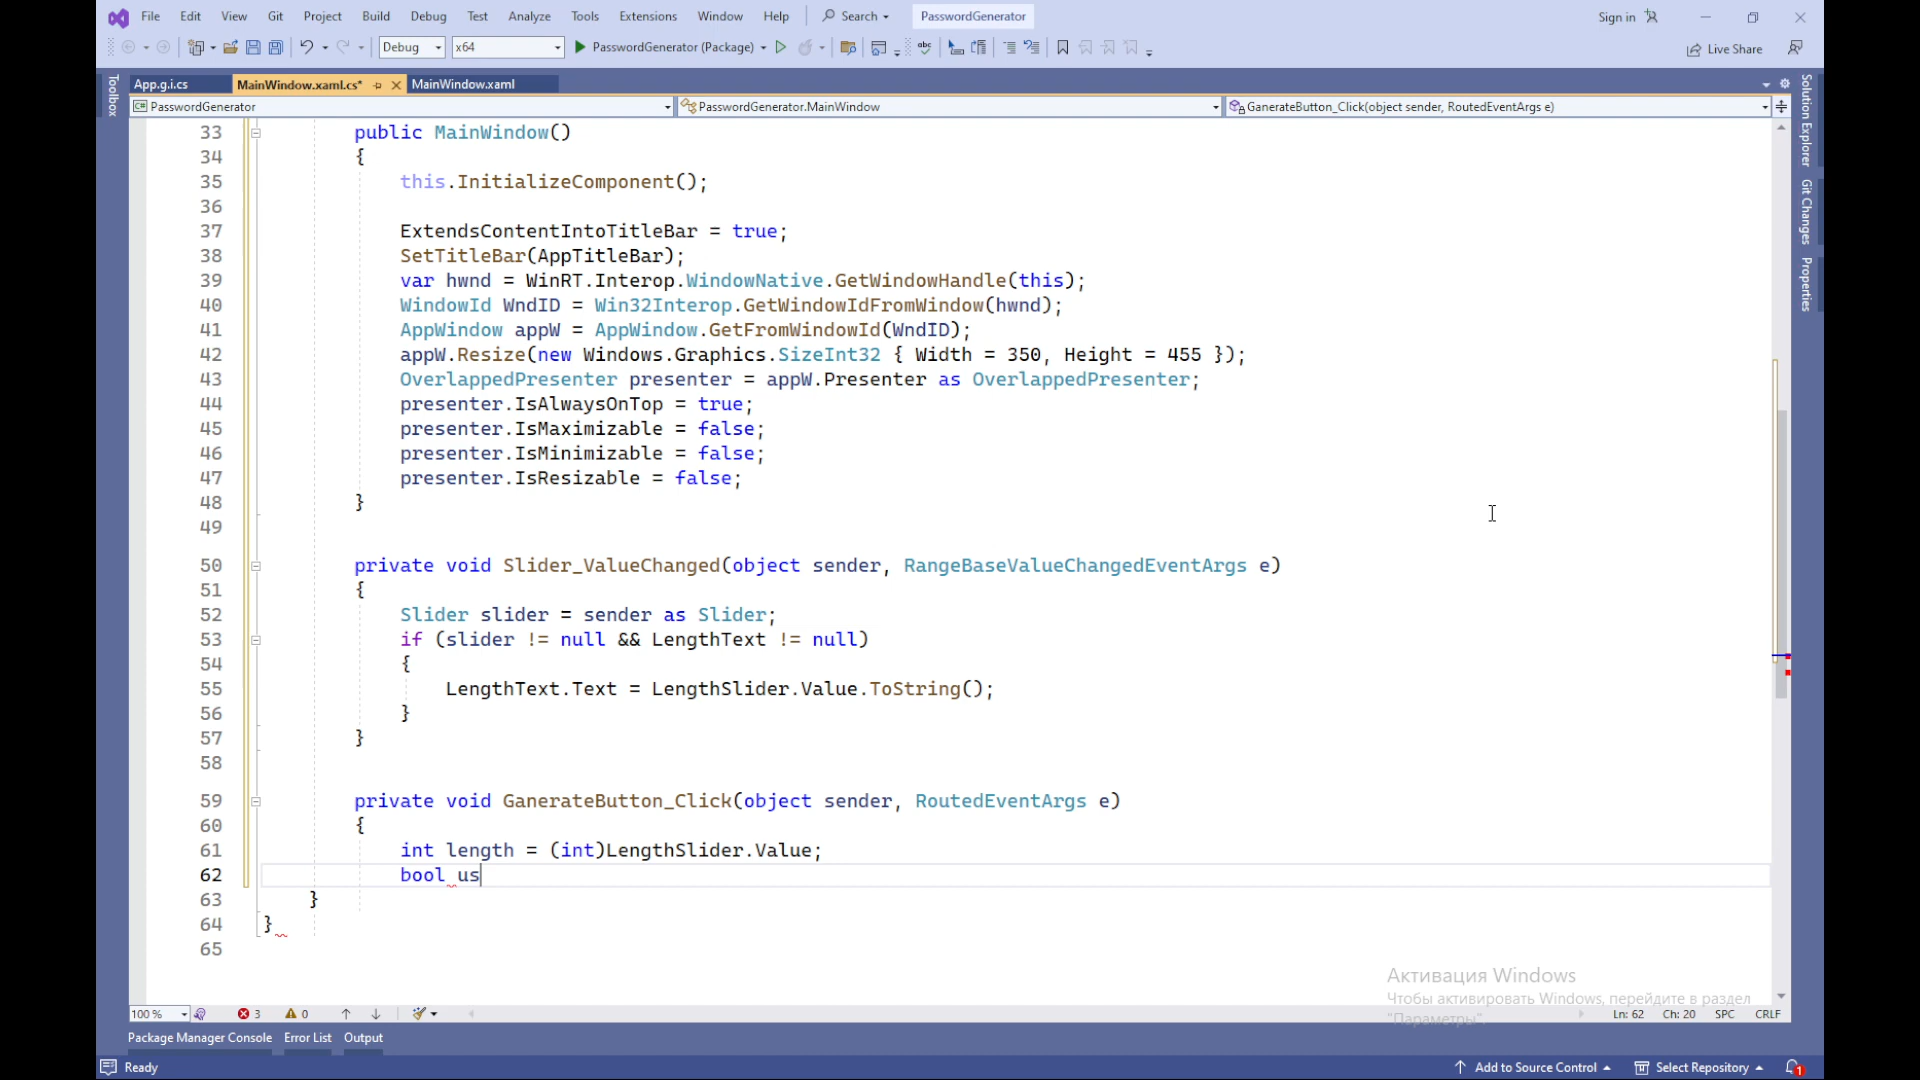 File Edit View Git Project Build Debug Test Analyze Tools Extensions Window Help Search PasswordGenerator Sign in
Debug x64 PasswordGenerator (Package) Live Share
App.g.i.cs MainWindow.xaml.cs* MainWindow.xaml
PasswordGenerator PasswordGenerator.MainWindow GanerateButton_Click(object sender, RoutedEventArgs e)
Toolbox
Solution Explorer
Git Changes
Properties
33 public MainWindow()
34 {
35 this.InitializeComponent();
36
37 ExtendsContentIntoTitleBar = true;
38 SetTitleBar(AppTitleBar);
39 var hwnd = WinRT.Interop.WindowNative.GetWindowHandle(this);
40 WindowId WndID = Win32Interop.GetWindowIdFromWindow(hwnd);
41 AppWindow appW = AppWindow.GetFromWindowId(WndID);
42 appW.Resize(new Windows.Graphics.SizeInt32 { Width = 350, Height = 455 });
43 OverlappedPresenter presenter = appW.Presenter as OverlappedPresenter;
44 presenter.IsAlwaysOnTop = true;
45 presenter.IsMaximizable = false;
46 presenter.IsMinimizable = false;
47 presenter.IsResizable = false;
48 }
49
50 private void Slider_ValueChanged(object sender, RangeBaseValueChangedEventArgs e)
51 {
52 Slider slider = sender as Slider;
53 if (slider != null && LengthText != null)
54 {
55 LengthText.Text = LengthSlider.Value.ToString();
56 }
57 }
58
59 private void GanerateButton_Click(object sender, RoutedEventArgs e)
60 {
61 int length = (int)LengthSlider.Value;
62 bool us
63 }
64 }
65
Активация Windows
Чтобы активировать Windows, перейдите в раздел
"Параметры".
100 % 3 0 Ln: 62 Ch: 20 SPC CRLF
Package Manager Console Error List Output
Ready Add to Source Control Select Repository 1